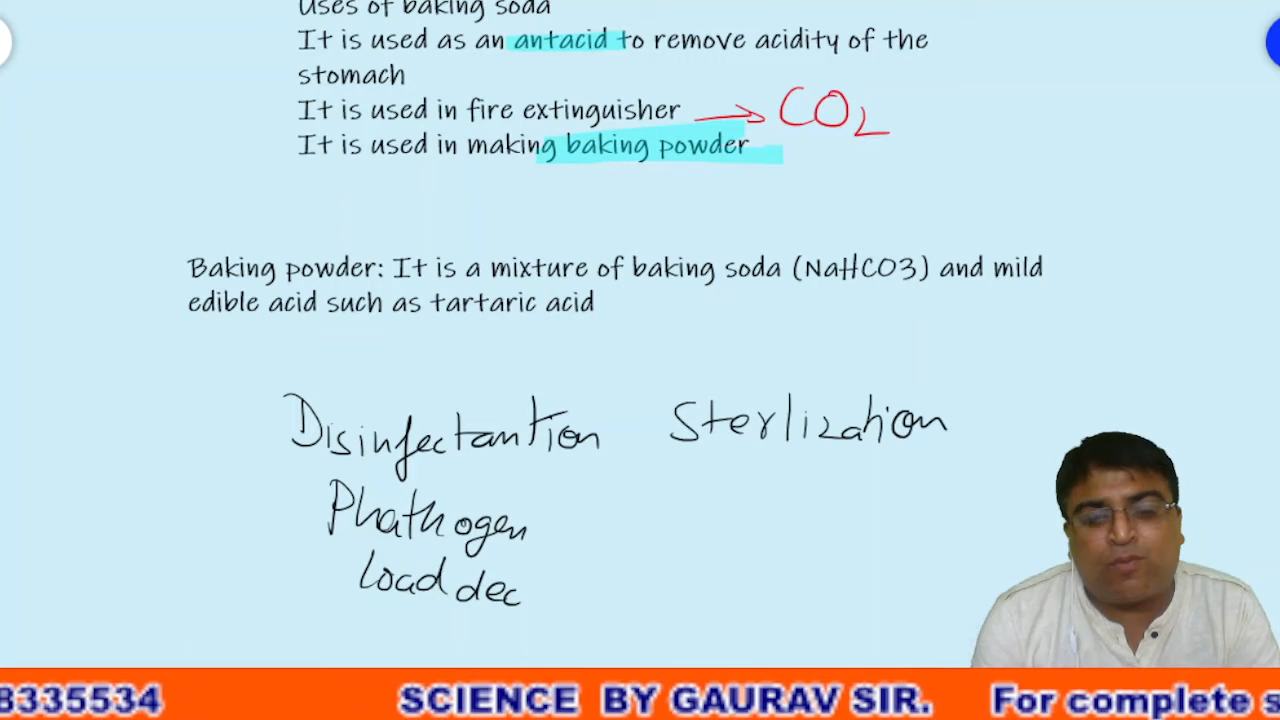 uses of baking soda
It is used as an antacid to remove acidity of the
stomach
It is used in fire extinguisher → CO2
It is used in making baking powder
Baking powder: It is a mixture of baking soda (NaHCO3) and mild
edible acid such as tartaric acid
Disinfectantion Sterlization
Phathogen
Load dec
8335534 SCIENCE BY GAURAV SIR. For complete s